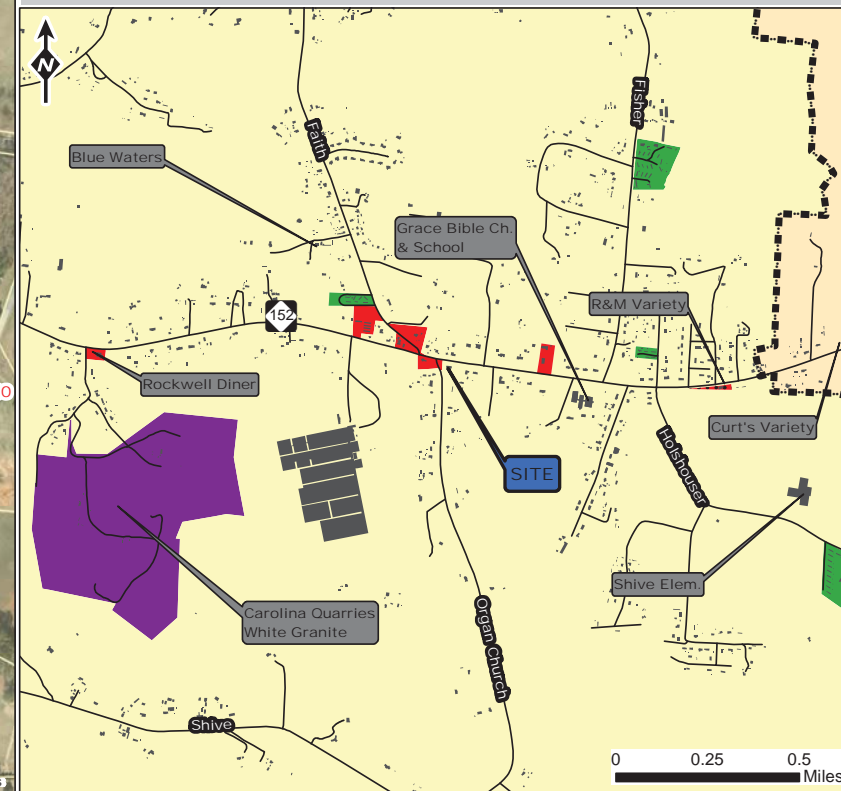 N
Faith
Fisher
Blue Waters
Grace Bible Ch.
& School
R&M Variety
152
Rockwell Diner
0
Curt's Variety
SITE
Holshouser
Shive Elem.
Carolina Quarries
White Granite
Organ Church
Shive
0 0.25 0.5
Miles
s